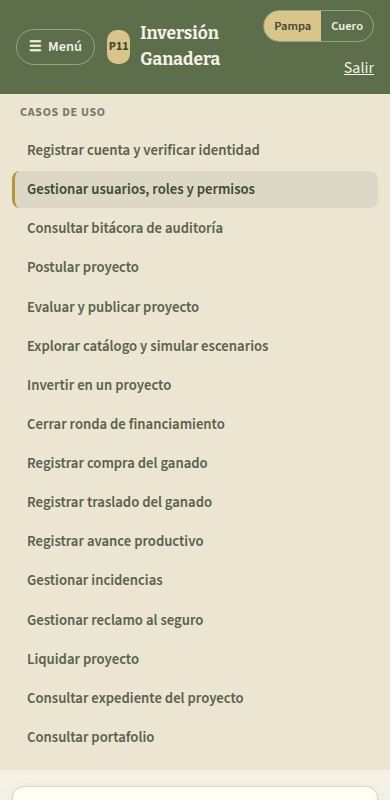 ☰ Menú
P11
Inversión
Ganadera
Pampa
Cuero
Salir
CASOS DE USO
Registrar cuenta y verificar identidad
Gestionar usuarios, roles y permisos
Consultar bitácora de auditoría
Postular proyecto
Evaluar y publicar proyecto
Explorar catálogo y simular escenarios
Invertir en un proyecto
Cerrar ronda de financiamiento
Registrar compra del ganado
Registrar traslado del ganado
Registrar avance productivo
Gestionar incidencias
Gestionar reclamo al seguro
Liquidar proyecto
Consultar expediente del proyecto
Consultar portafolio